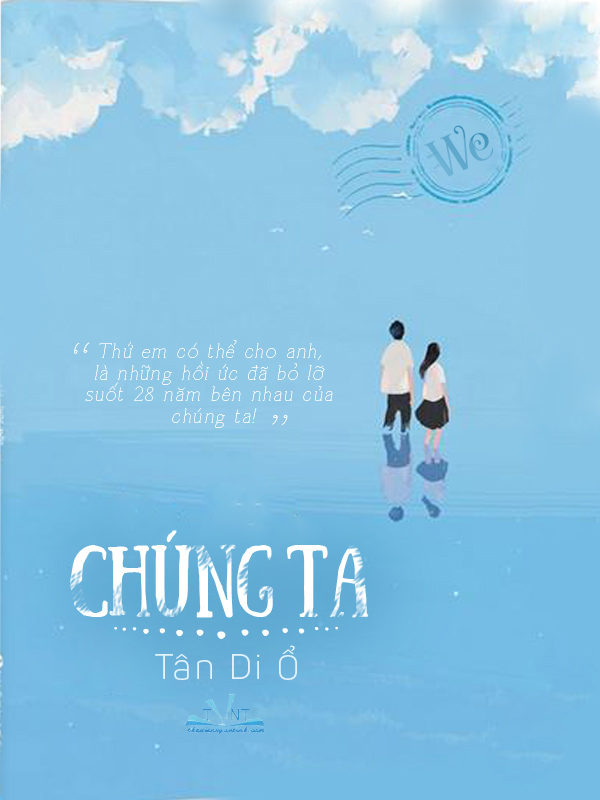 We
“ Thứ em có thể cho anh,
là những hồi ức đã bỏ lỡ
suốt 28 năm bên nhau của
chúng ta! ”
CHÚNG TA
Tân Di Ổ
TVNT